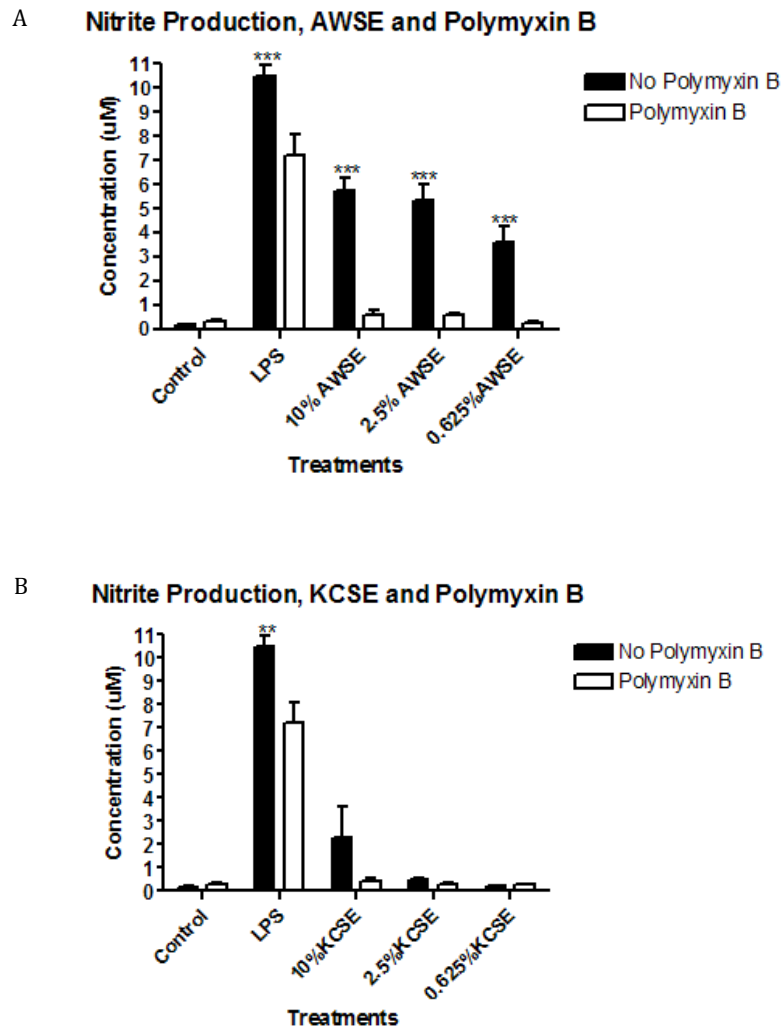 A
Nitrite Production, AWSE and Polymyxin B
Concentration (uM)
11
10
9
8
7
6
5
4
3
2
1
0
***
***
***
***
No Polymyxin B
Polymyxin B
Control
LPS
10% AWSE
2.5% AWSE
0.625%AWSE
Treatments
B
Nitrite Production, KCSE and Polymyxin B
Concentration (uM)
11
10
9
8
7
6
5
4
3
2
1
0
**
No Polymyxin B
Polymyxin B
Control
LPS
10%KCSE
2.5%KCSE
0.625%KCSE
Treatments